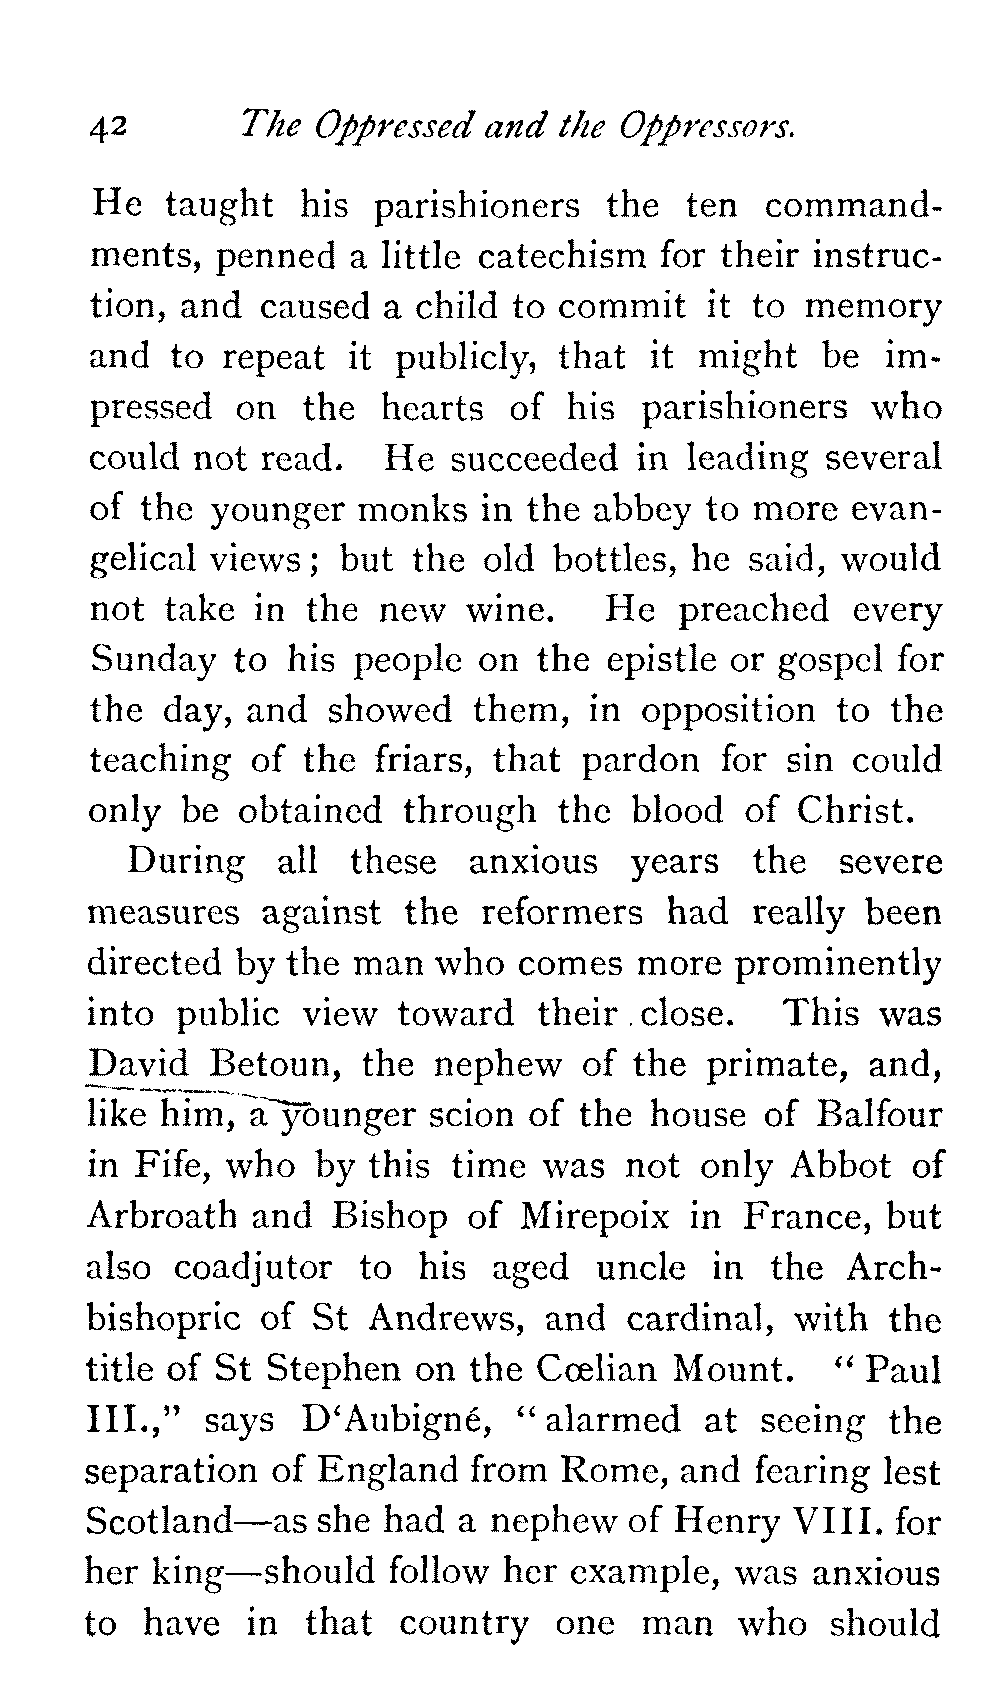 42 The Oppressed and the Oppressors.
He taught his parishioners the ten command-
ments, penned a little catechism for their instruc-
tion, and caused a child to commit it to memory
and to repeat it publicly, that it might be im-
pressed on the hearts of his parishioners who
could not read. He succeeded in leading several
of the younger monks in the abbey to more evan-
gelical views; but the old bottles, he said, would
not take in the new wine. He preached every
Sunday to his people on the epistle or gospel for
the day, and showed them, in opposition to the
teaching of the friars, that pardon for sin could
only be obtained through the blood of Christ.
During all these anxious years the severe
measures against the reformers had really been
directed by the man who comes more prominently
into public view toward their close. This was
David Betoun, the nephew of the primate, and,
like him, a younger scion of the house of Balfour
in Fife, who by this time was not only Abbot of
Arbroath and Bishop of Mirepoix in France, but
also coadjutor to his aged uncle in the Arch-
bishopric of St Andrews, and cardinal, with the
title of St Stephen on the Cœlian Mount. “Paul
III.,” says D‘Aubigné, “alarmed at seeing the
separation of England from Rome, and fearing lest
Scotland—as she had a nephew of Henry VIII. for
her king—should follow her example, was anxious
to have in that country one man who should